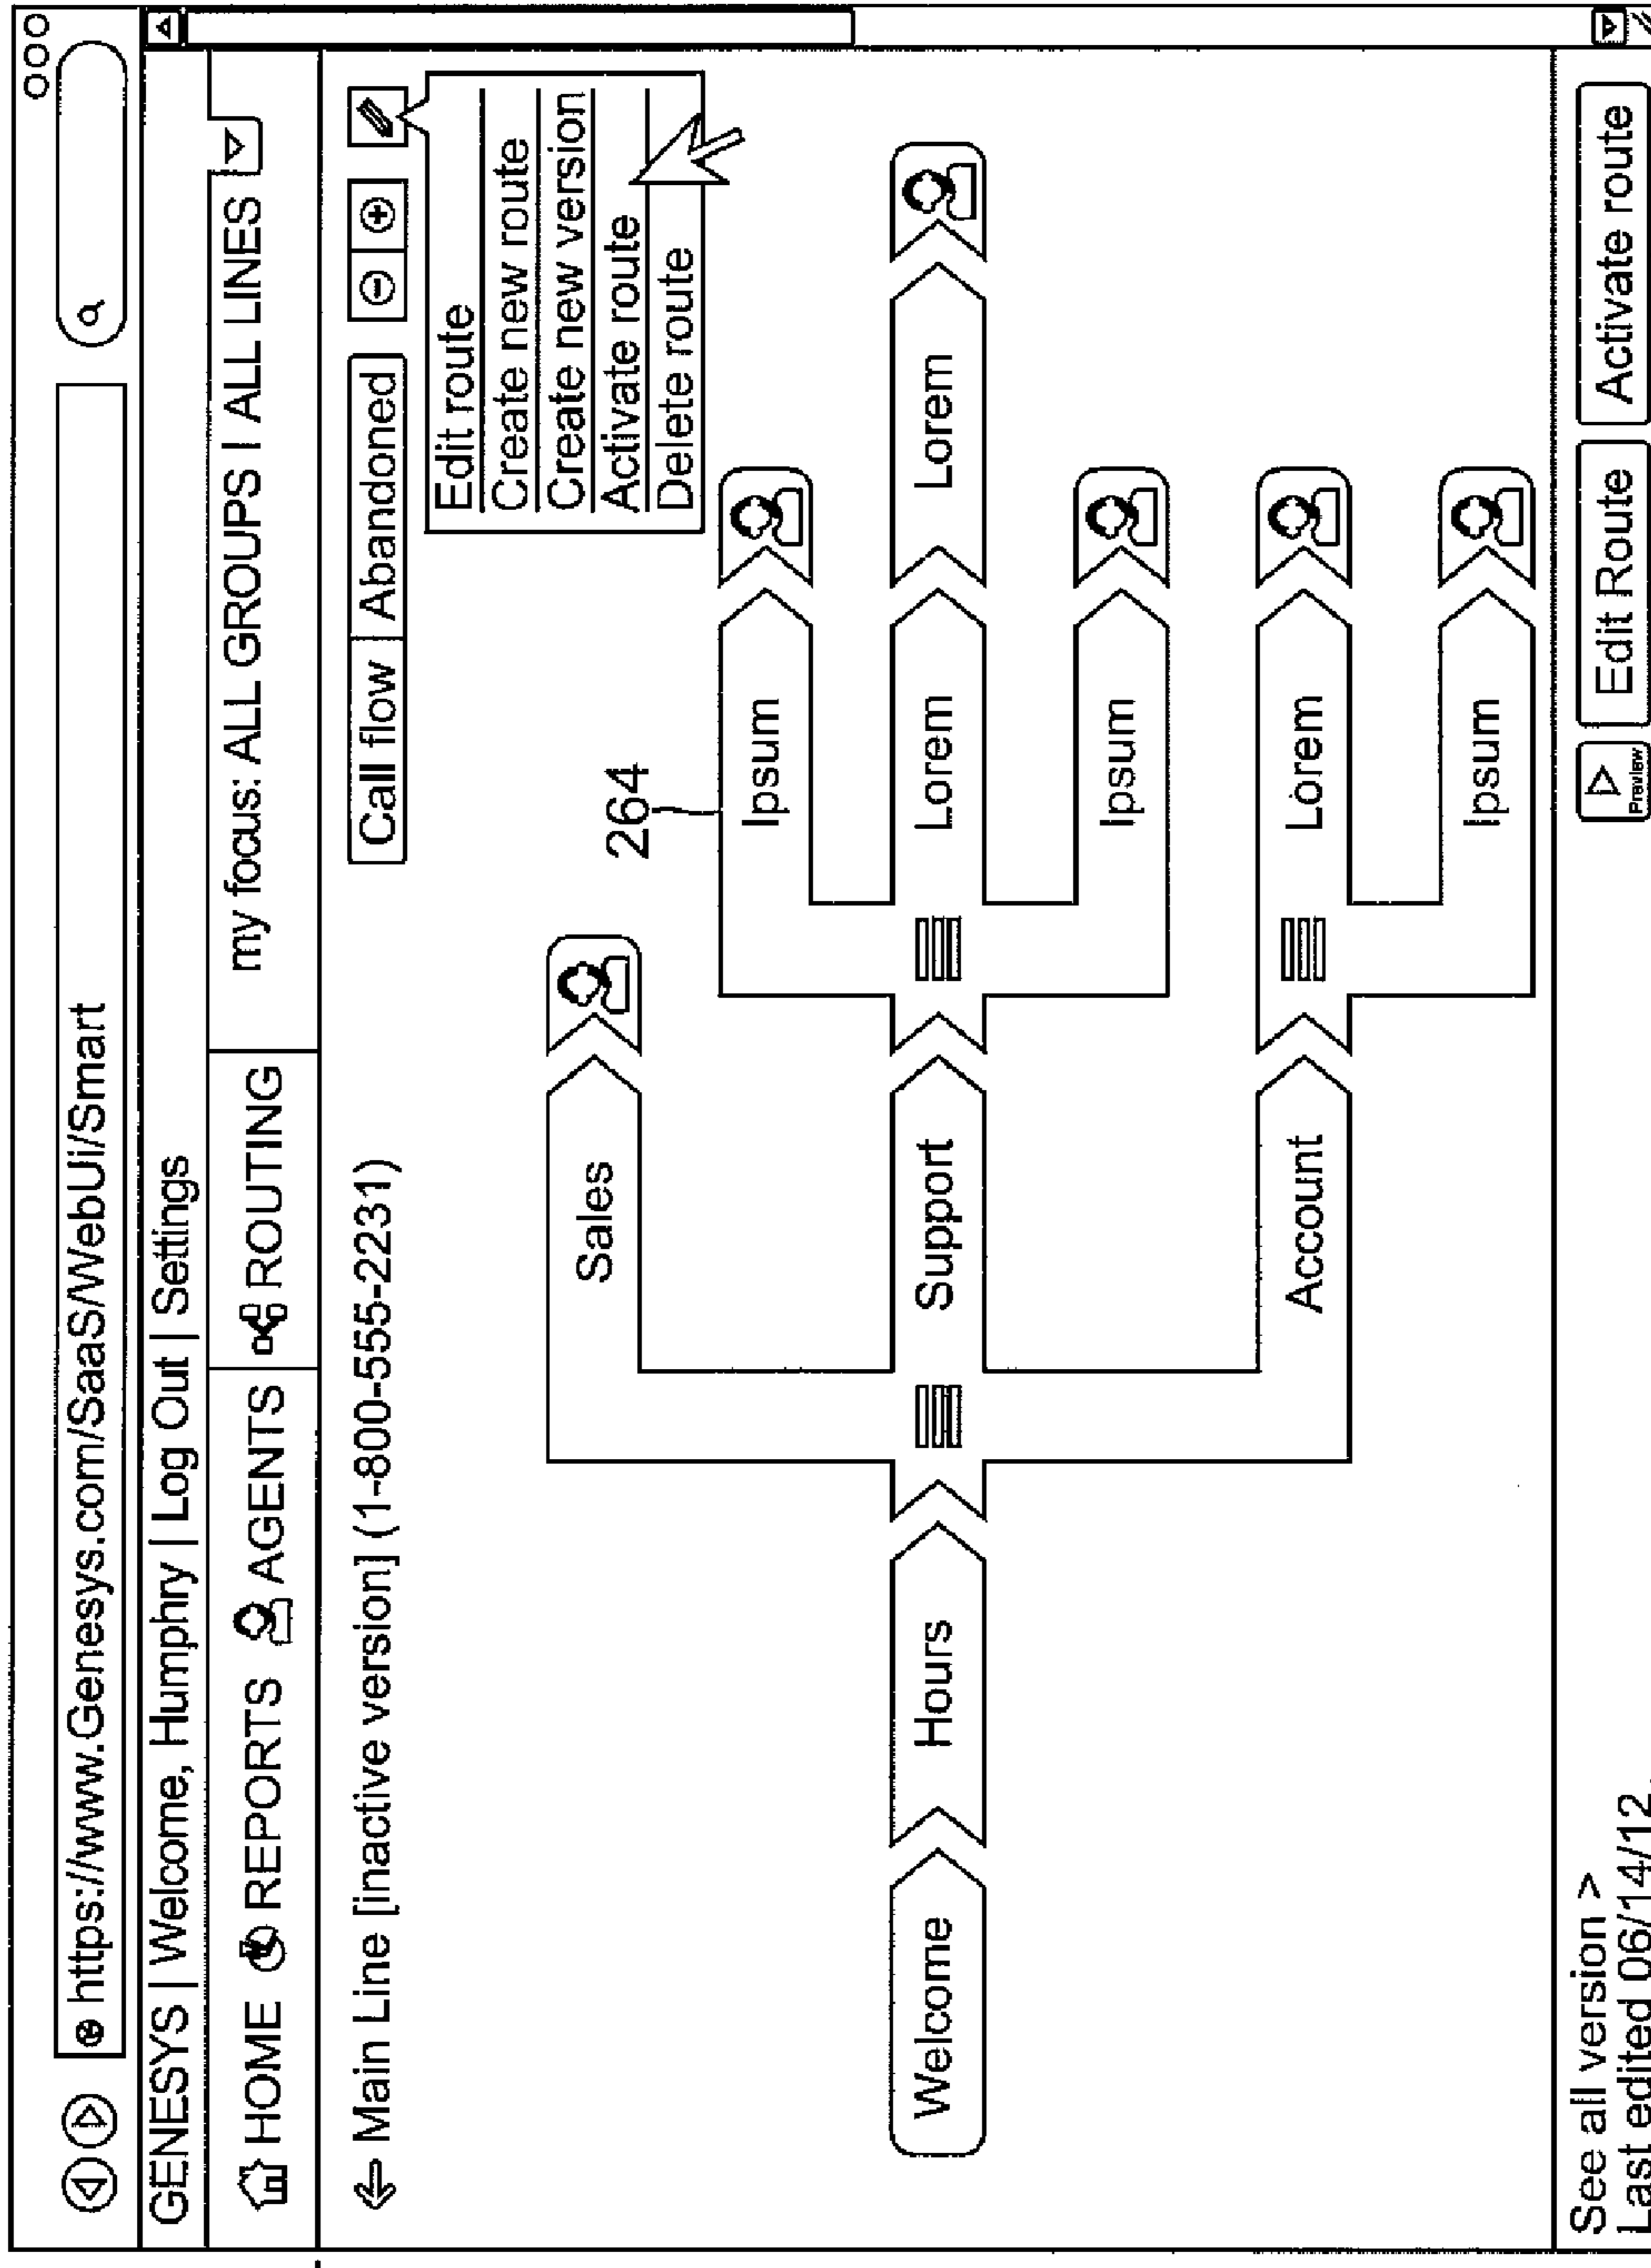 https://www.Genesys.com/SaaS/WebUi/Smart
GENESYS | Welcome, Humphry | Log Out | Settings
HOME REPORTS AGENTS ROUTING my focus: ALL GROUPS | ALL LINES
Main Line [inactive version] (1-800-555-2231) Call flow Abandoned
Edit route
Create new route
Create new version
Activate route
Delete route
264
Sales
Ipsum
Welcome Hours Support Lorem Lorem
Ipsum
Account Lorem
Ipsum
See all version >
Last edited 06/14/12
Preview Edit Route Activate route